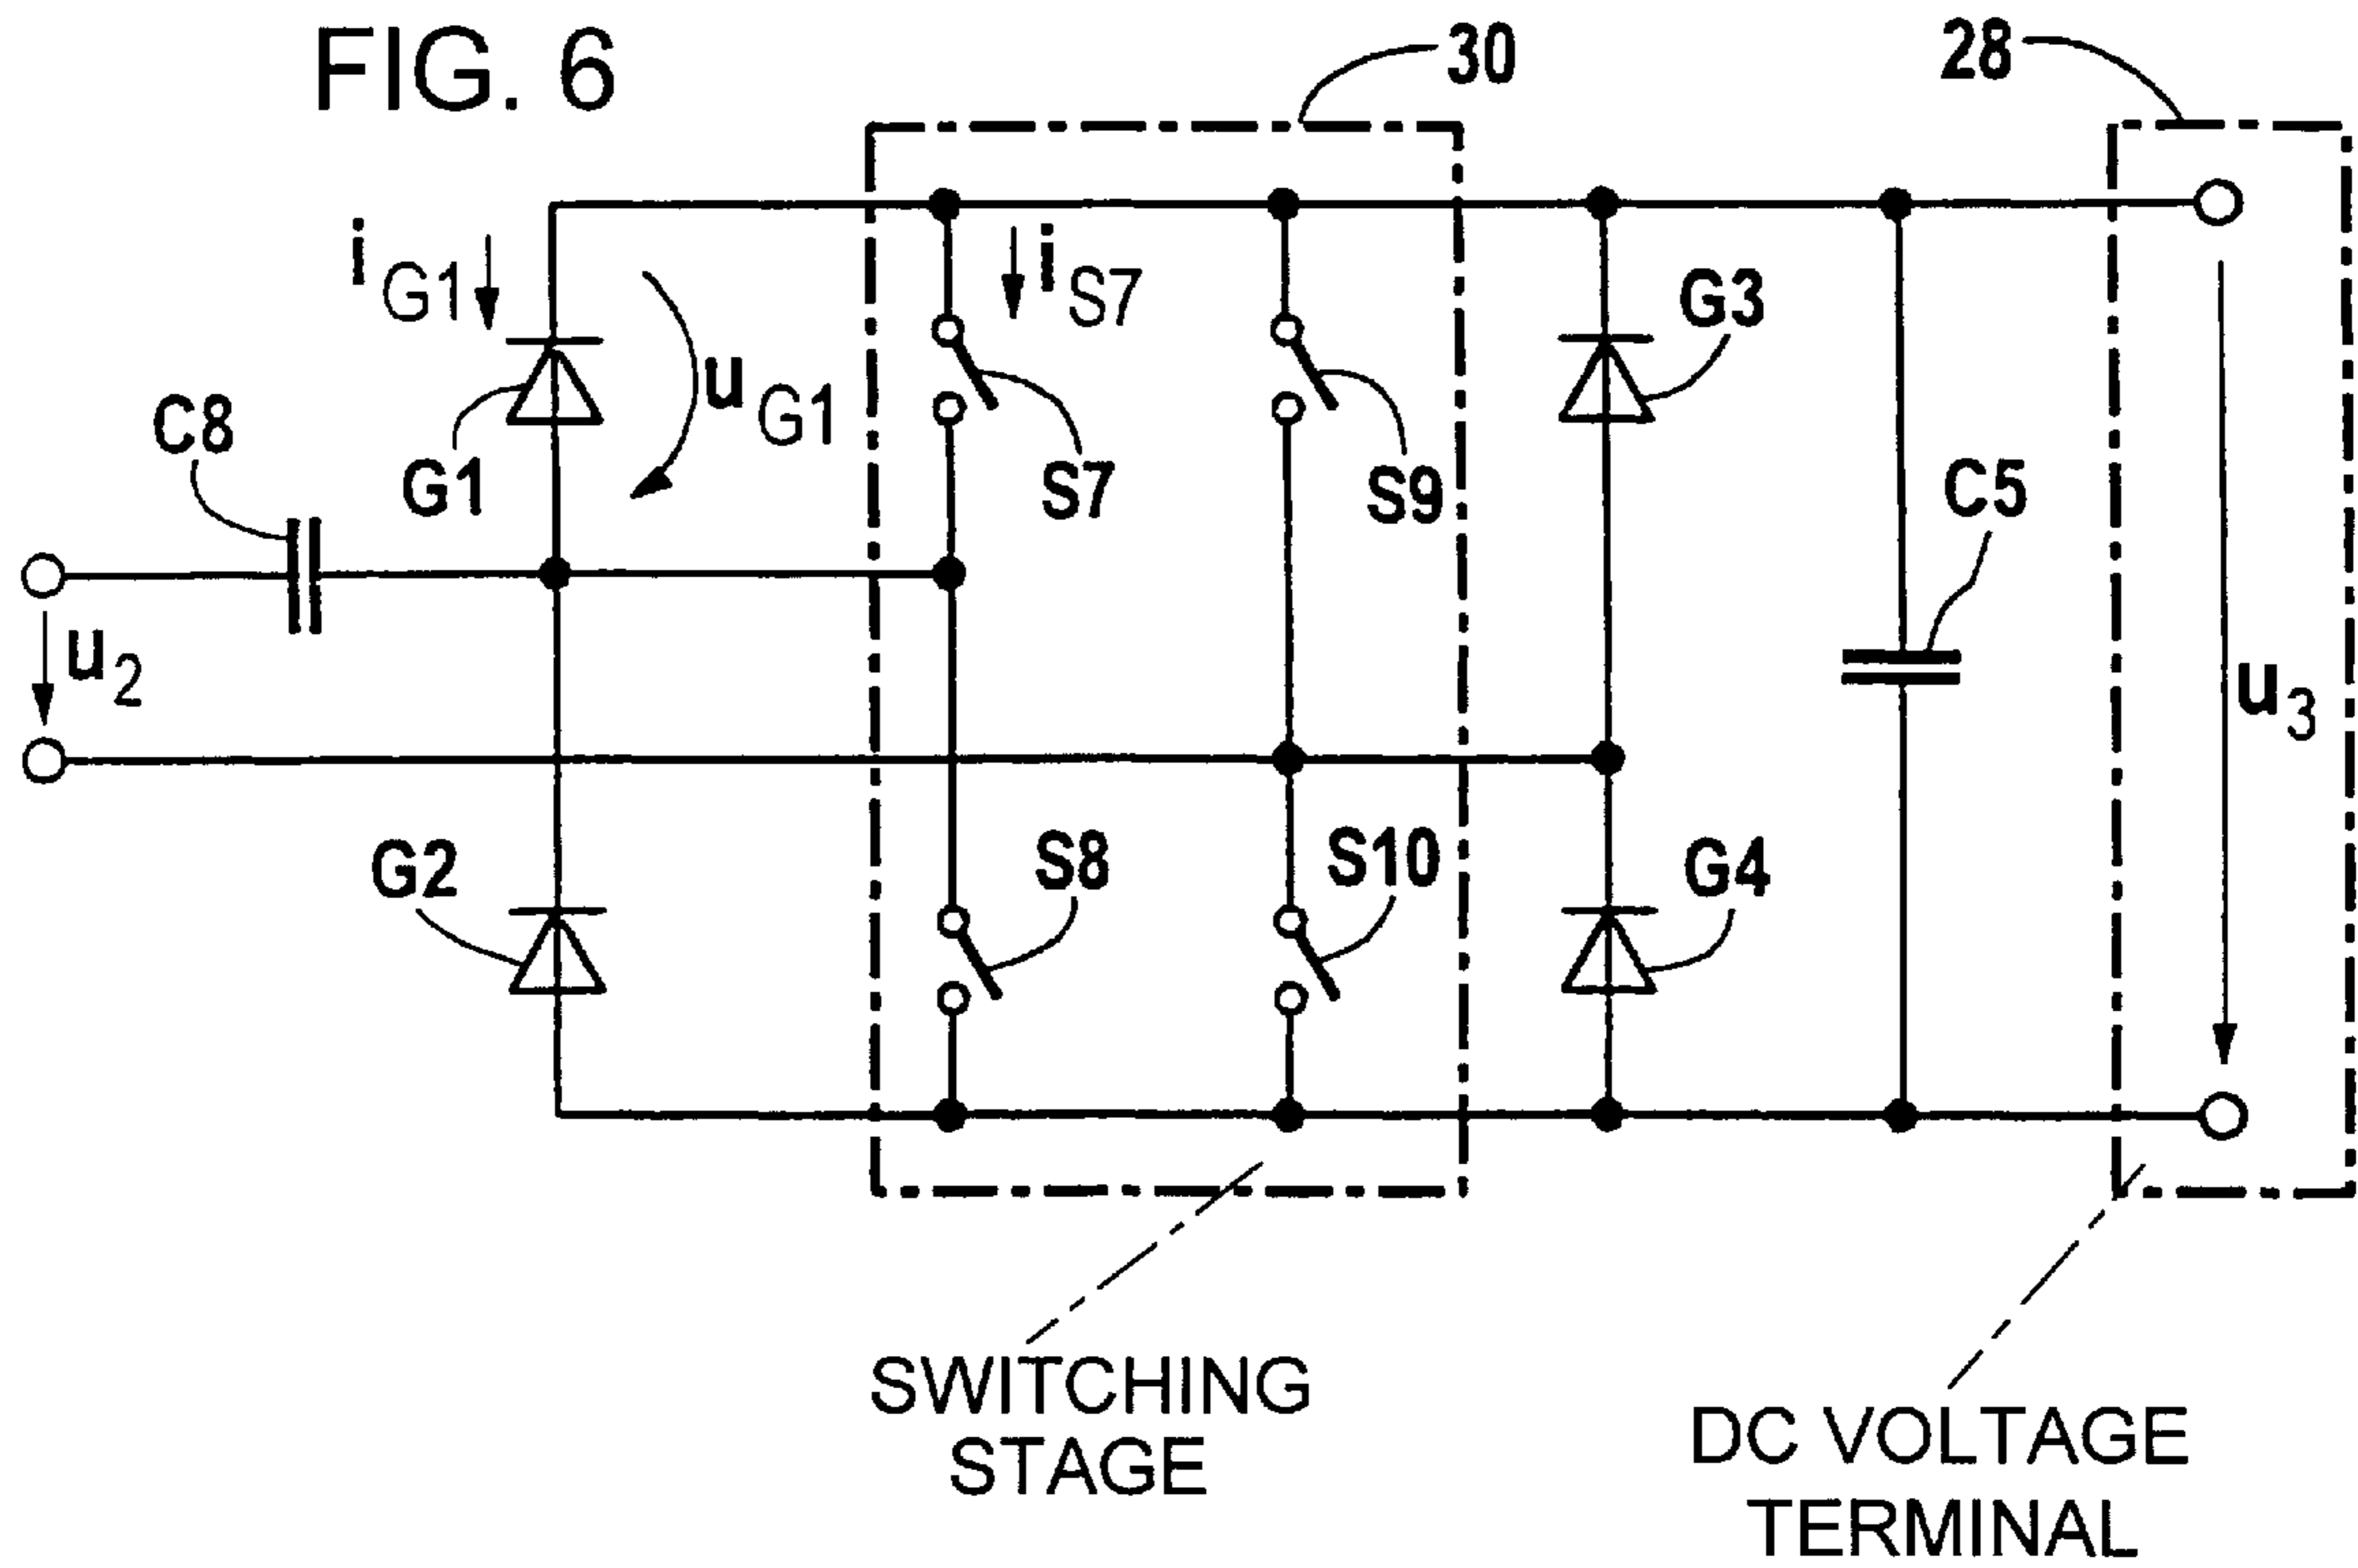 FIG. 6
30
28
iG1
iS7
G3
uG1
C8
G1
S7
S9
C5
u2
u3
G2
S8
S10
G4
SWITCHING
STAGE
DC VOLTAGE
TERMINAL